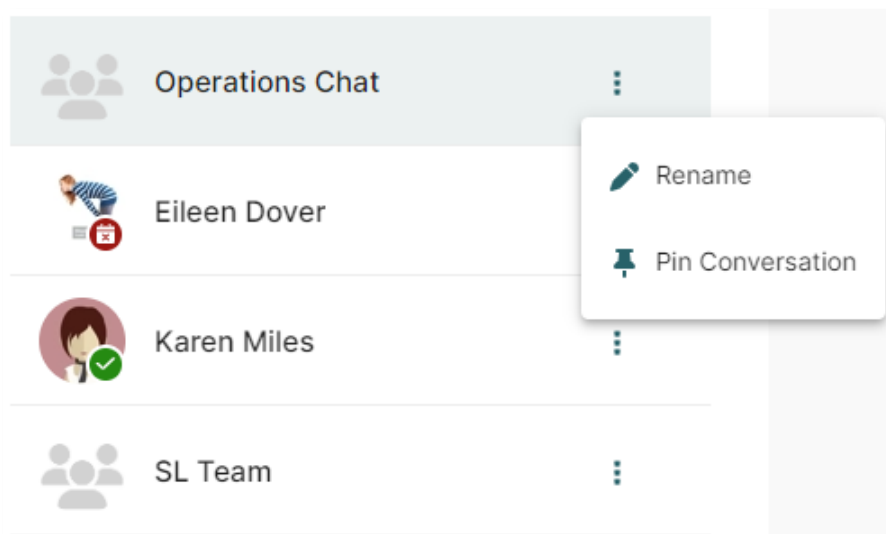 Operations Chat
Rename
Eileen Dover
Pin Conversation
Karen Miles
SL Team